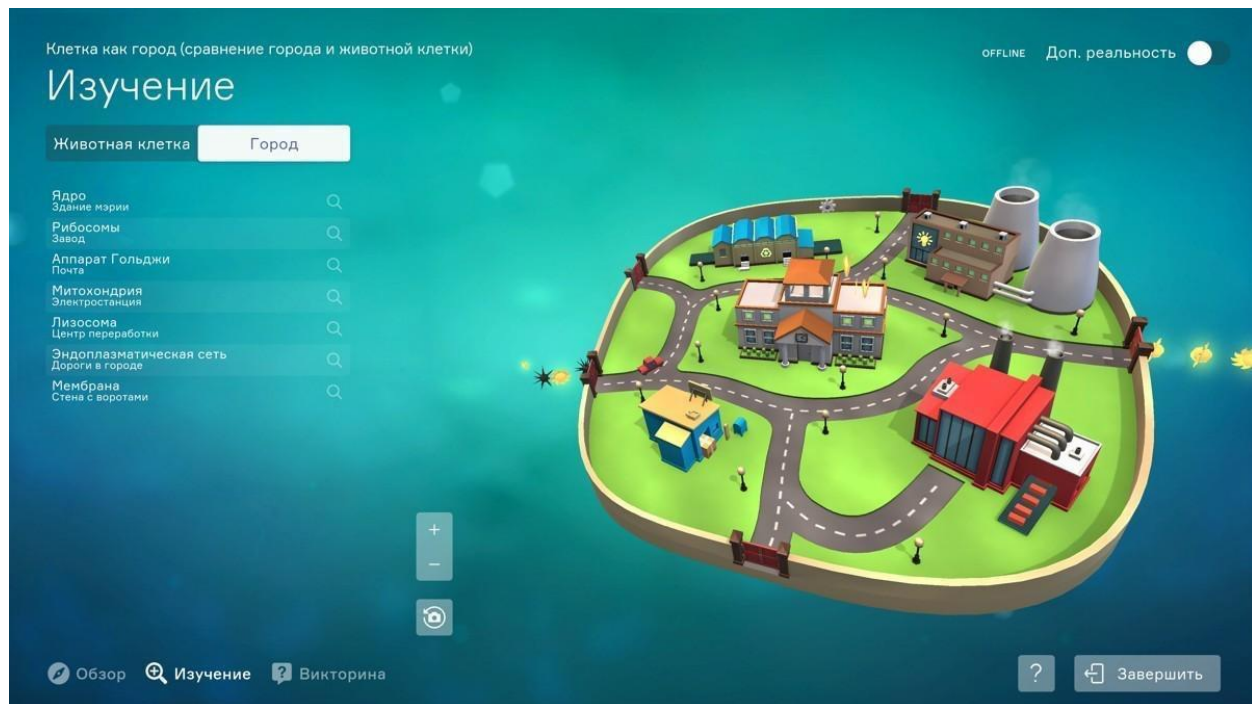 Клетка как город (сравнение города и животной клетки)
OFFLINE Доп. реальность
Изучение
Животная клетка Город
Ядро
Здание мэрии
Рибосомы
Завод
Аппарат Гольджи
Почта
Митохондрия
Электростанция
Лизосома
Центр переработки
Эндоплазматическая сеть
Дороги в городе
Мембрана
Стена с воротами
+
−
Обзор Изучение ? Викторина ? Завершить